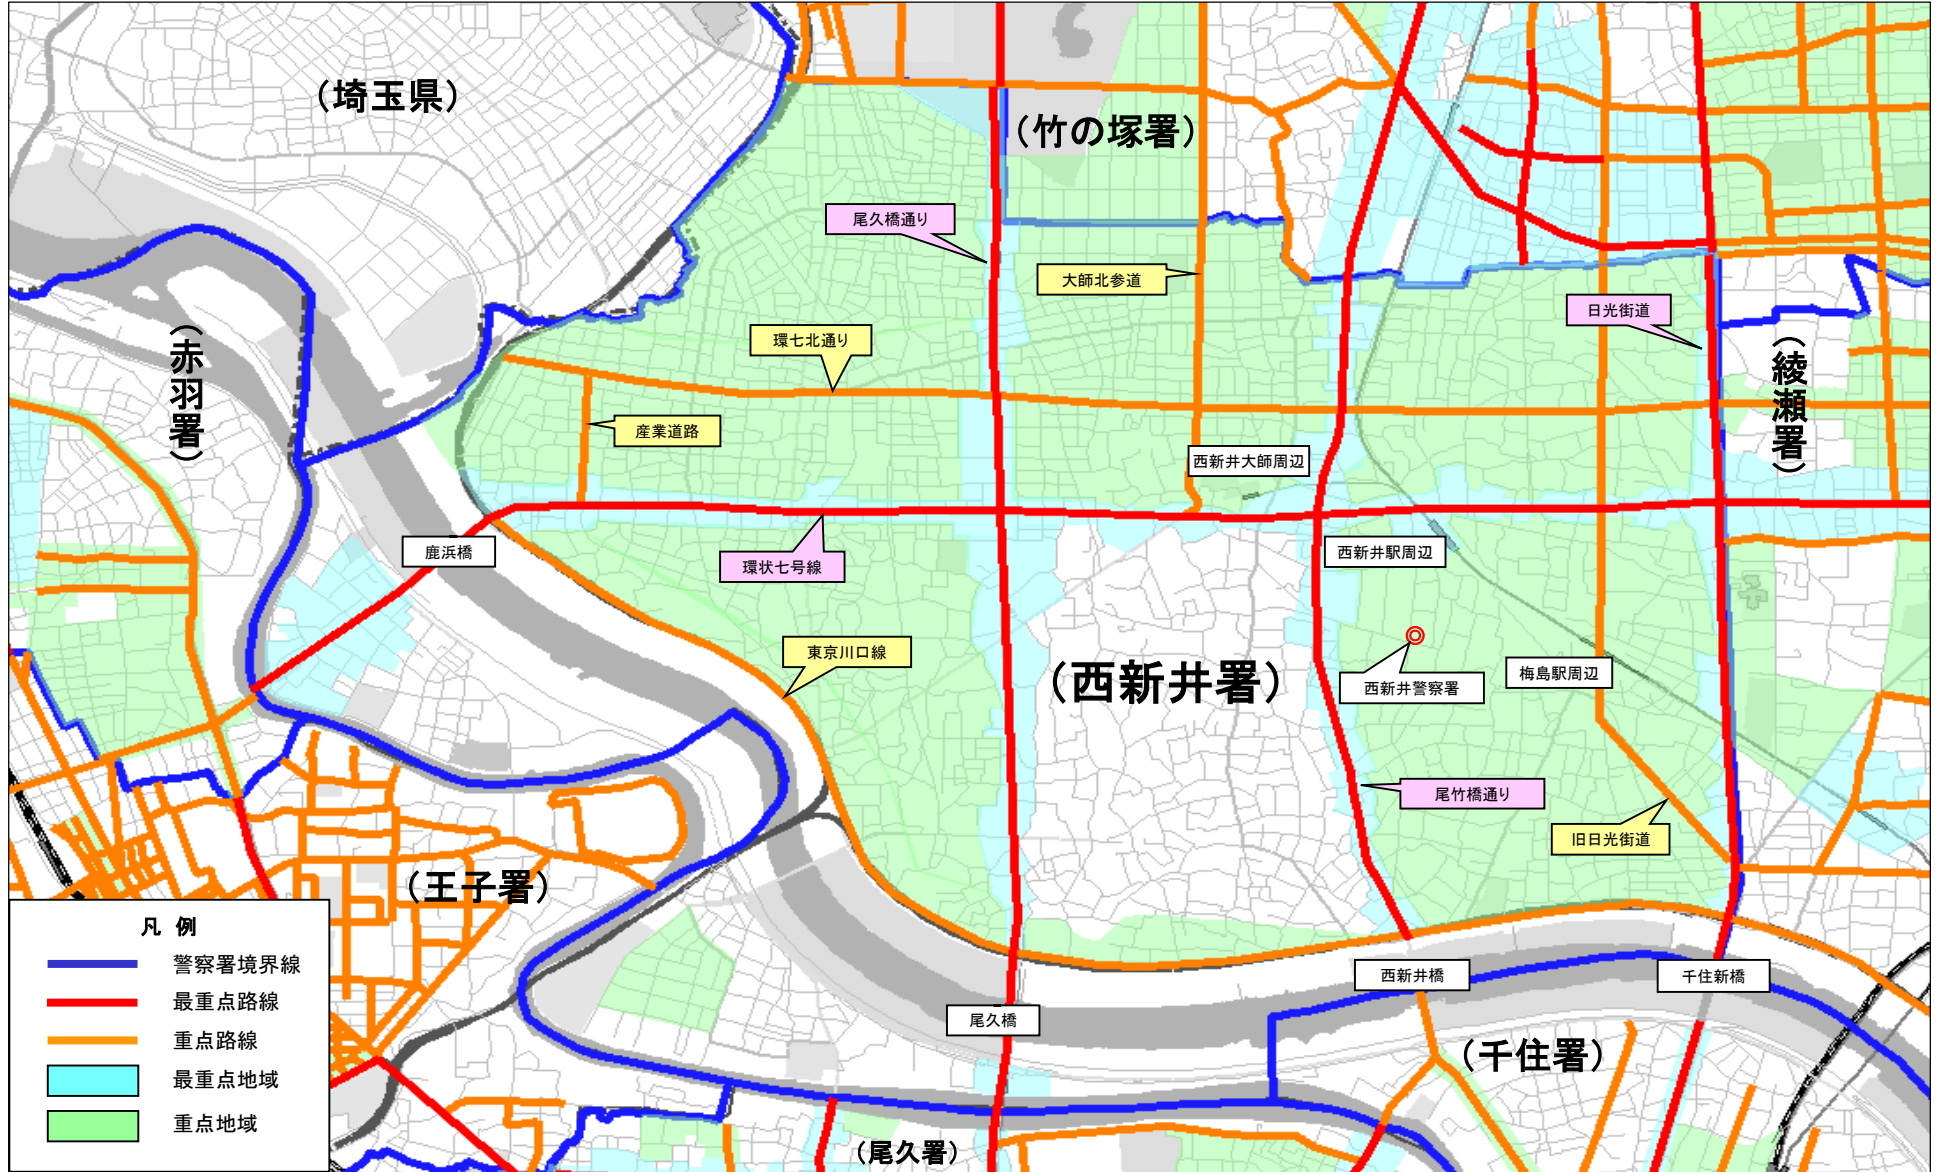 (埼玉県)
(竹の塚署)
尾久橋通り
大師北参道
日光街道
環七北通り
(赤羽署)
(綾瀬署)
産業道路
西新井大師周辺
鹿浜橋
環状七号線
西新井駅周辺
東京川口線
(西新井署)
西新井警察署
梅島駅周辺
尾竹橋通り
旧日光街道
(王子署)
西新井橋
千住新橋
尾久橋
(千住署)
(尾久署)
凡 例
警察署境界線
最重点路線
重点路線
最重点地域
重点地域